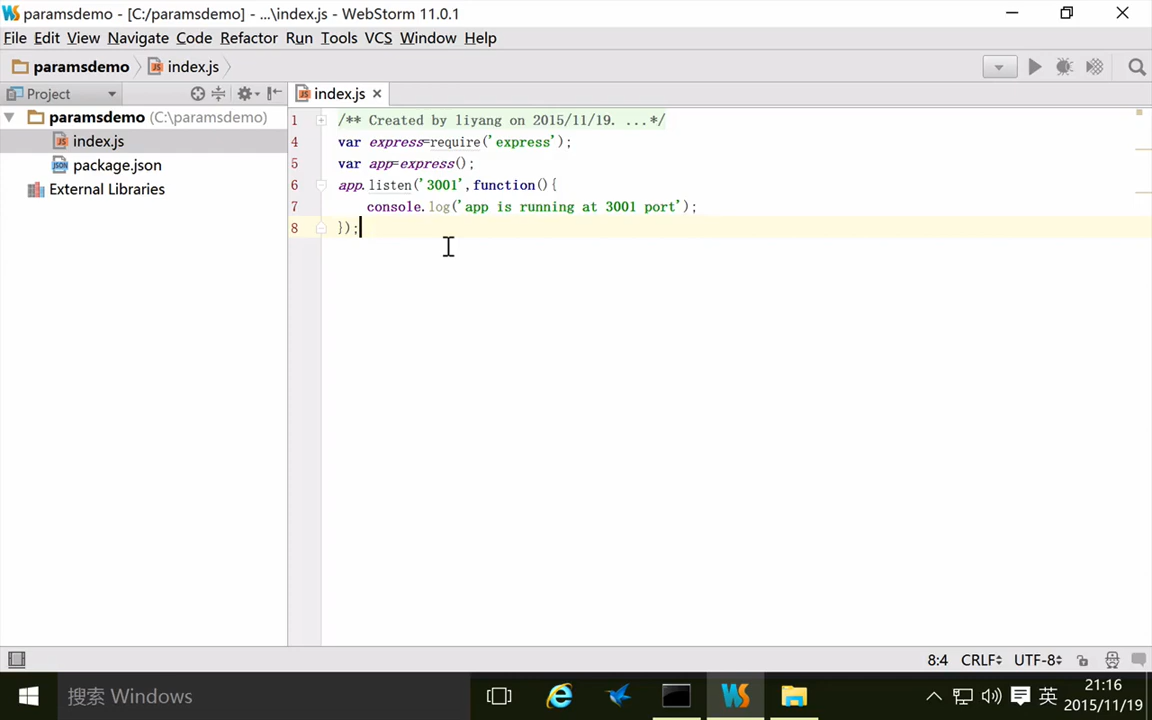 paramsdemo - [C:/paramsdemo] - ...\index.js - WebStorm 11.0.1
File Edit View Navigate Code Refactor Run Tools VCS Window Help
paramsdemo index.js
Project
index.js
paramsdemo (C:\paramsdemo)
index.js
package.json
External Libraries
1 /** Created by liyang on 2015/11/19. ...*/
4 var express=require('express');
5 var app=express();
6 app.listen('3001',function(){
7 console.log('app is running at 3001 port');
8 });
8:4 CRLF UTF-8
搜索 Windows
英
21:16
2015/11/19